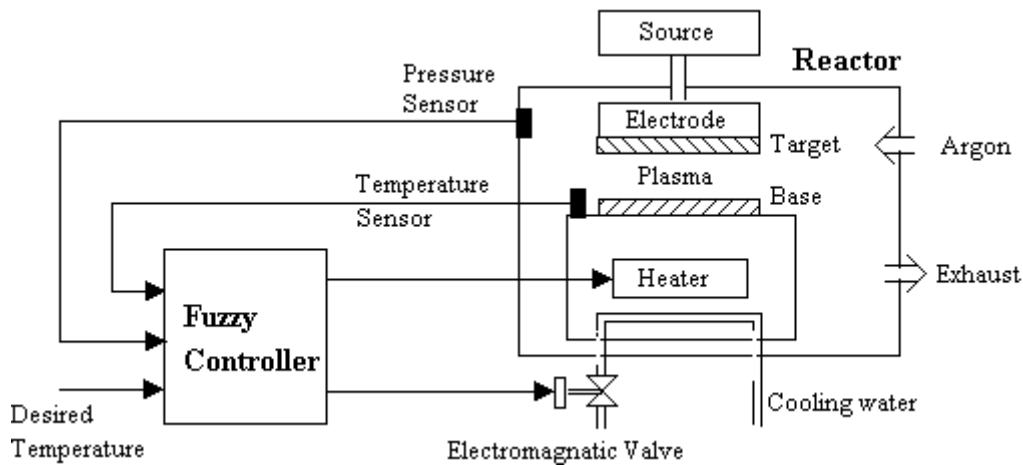 Source
Reactor
Pressure
Sensor
Electrode
Target
Argon
Plasma
Temperature
Sensor
Base
Heater
Exhaust
Fuzzy
Controller
Desired
Temperature
Cooling water
Electromagnatic Valve